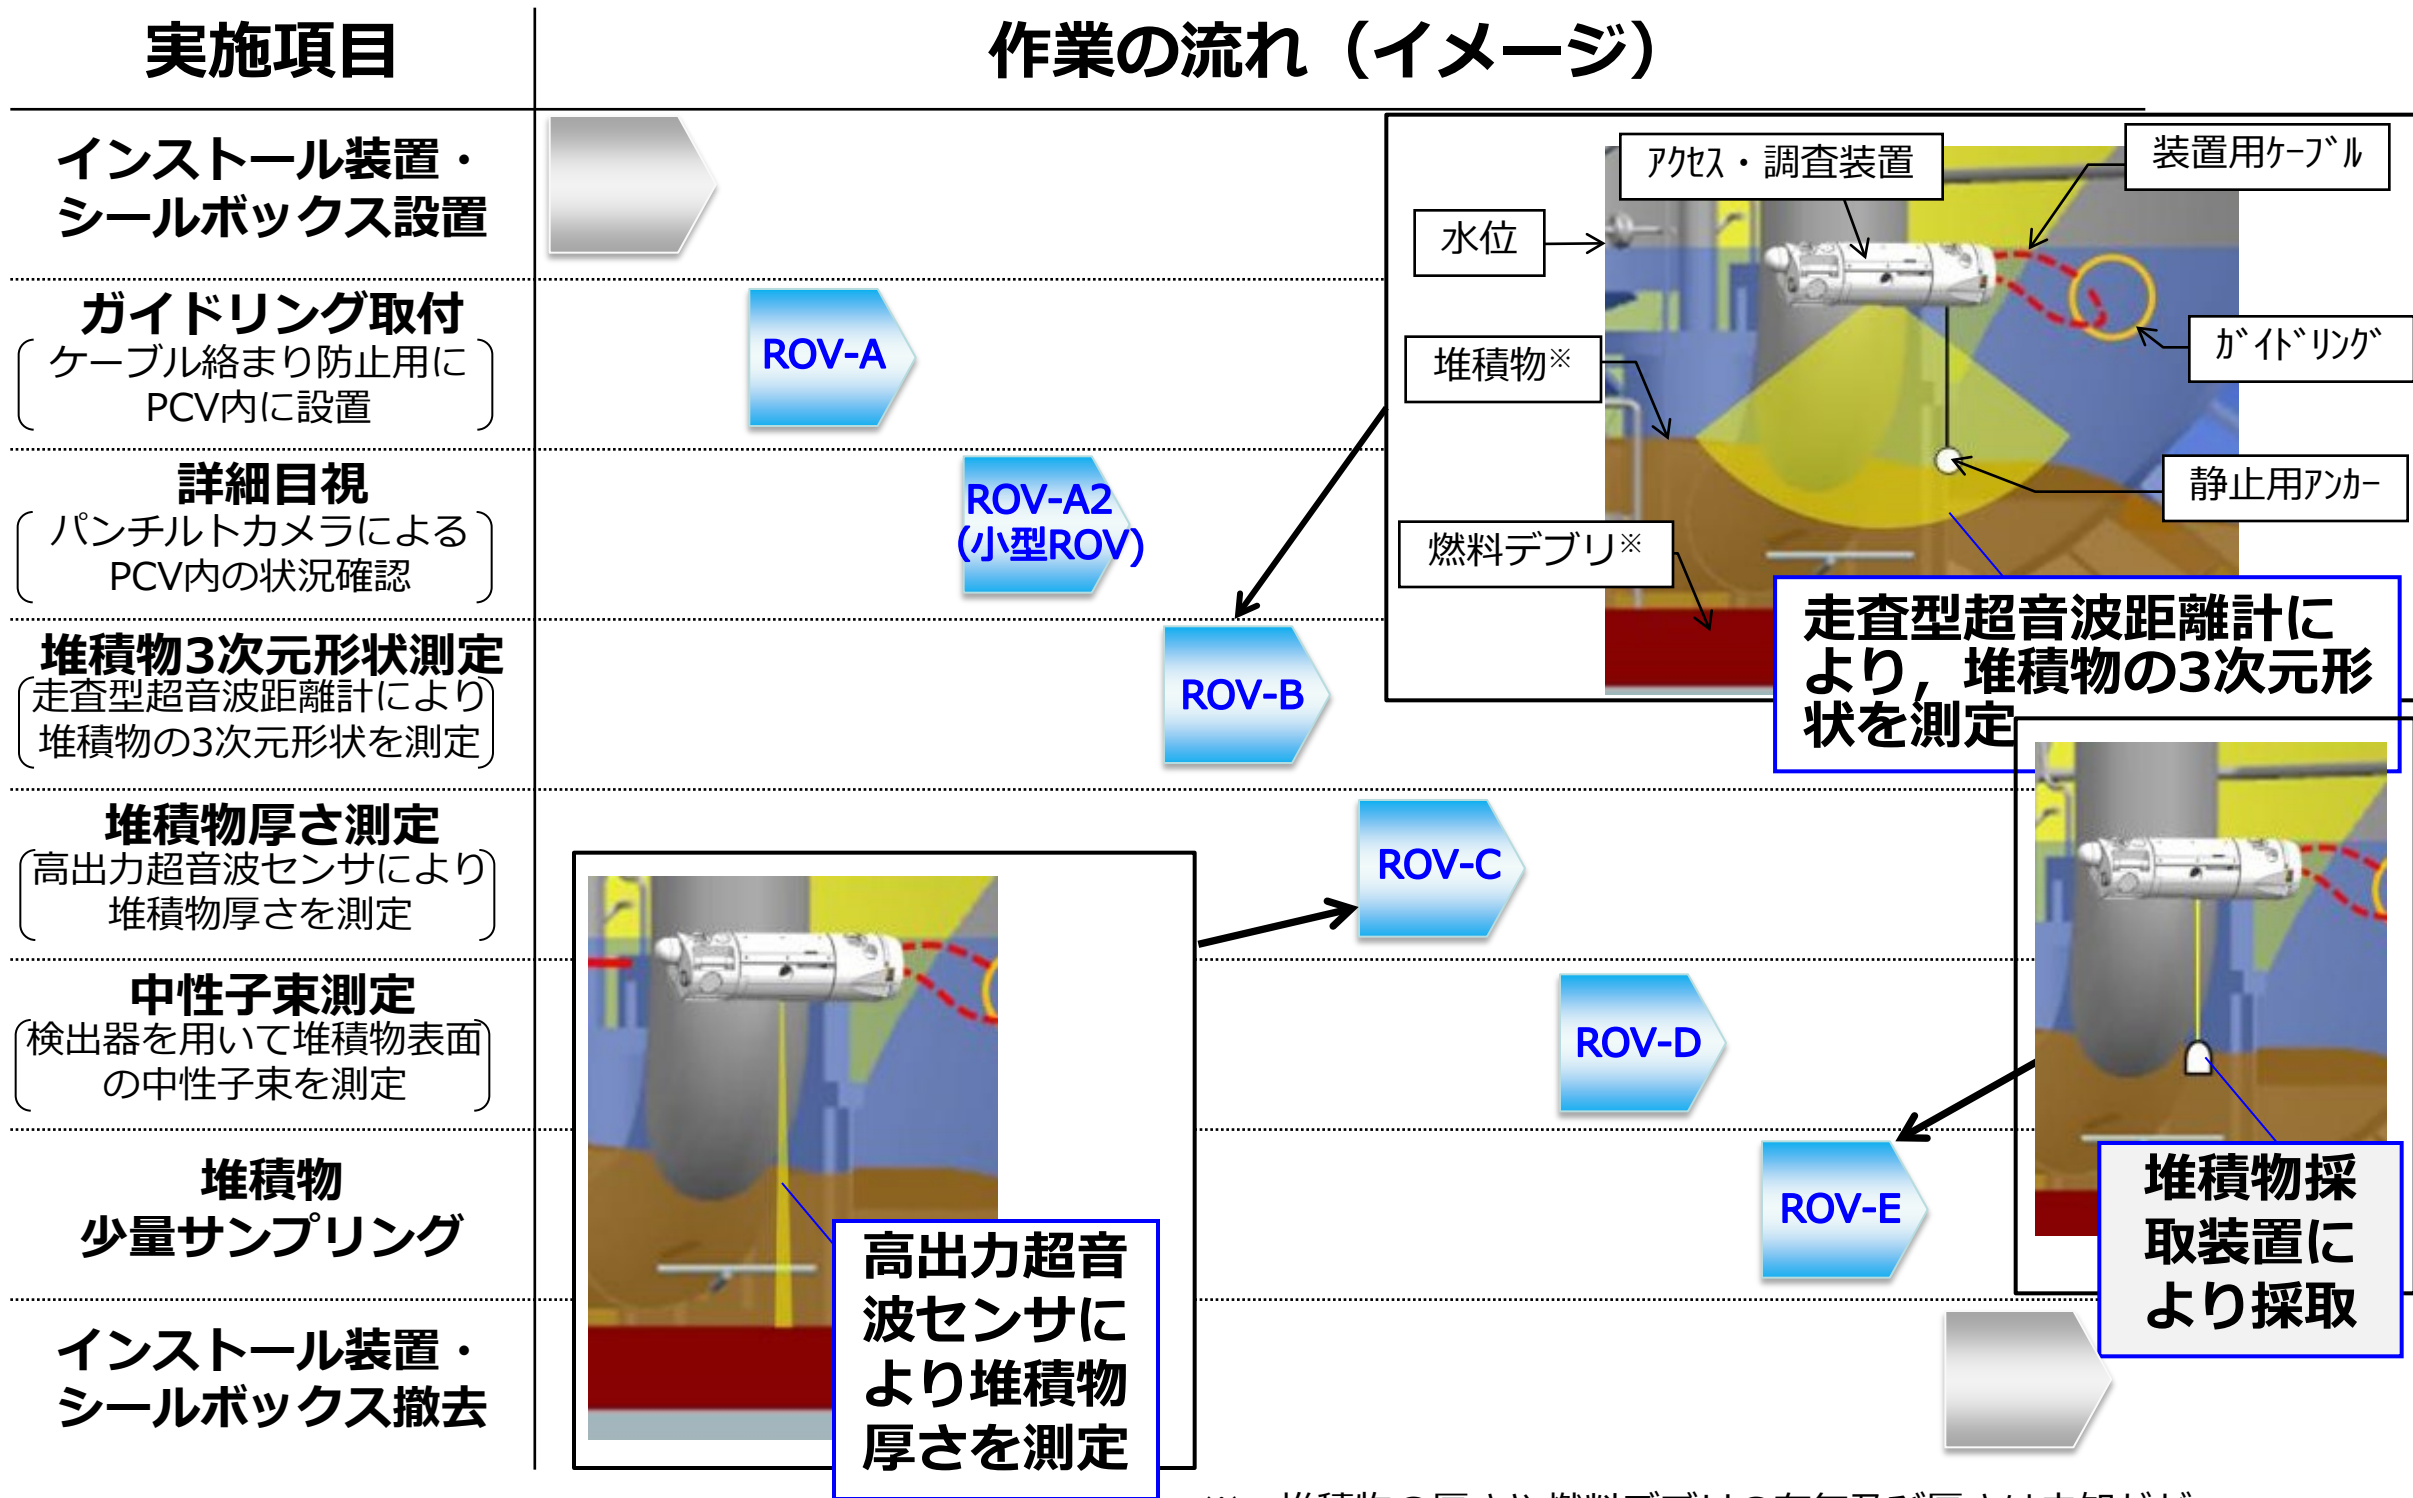 実施項目
作業の流れ（イメージ）
インストール装置・
シールボックス設置
ガイドリング取付
ケーブル絡まり防止用に
PCV内に設置
ROV-A
詳細目視
パンチルトカメラによる
PCV内の状況確認
ROV-A2
（小型ROV）
堆積物3次元形状測定
走査型超音波距離計により
堆積物の3次元形状を測定
ROV-B
アクセス・調査装置
装置用ケーブル
水位
ガイドリング
堆積物※
静止用アンカー
燃料デブリ※
走査型超音波距離計に
より，堆積物の3次元形
状を測定
堆積物厚さ測定
高出力超音波センサにより
堆積物厚さを測定
ROV-C
中性子束測定
検出器を用いて堆積物表面
の中性子束を測定
ROV-D
堆積物
少量サンプリング
ROV-E
高出力超音
波センサに
より堆積物
厚さを測定
堆積物採
取装置に
より採取
インストール装置・
シールボックス撤去